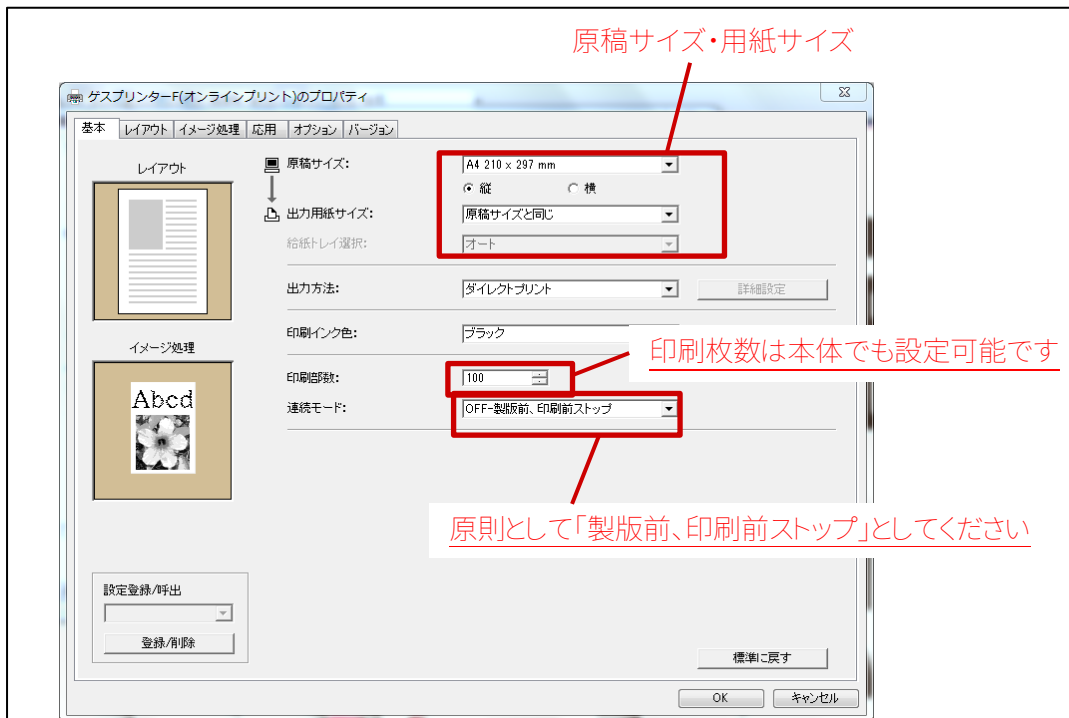 原稿サイズ・用紙サイズ
ゲスプリンターF(オンラインプリント)のプロパティ
基本 レイアウト イメージ処理 応用 オプション バージョン
レイアウト
原稿サイズ: A4 210 x 297 mm
縦 横
出力用紙サイズ: 原稿サイズと同じ
給紙トレイ選択: オート
出力方法: ダイレクトプリント 詳細設定
印刷インク色: ブラック
印刷枚数は本体でも設定可能です
イメージ処理
Abcd
印刷部数: 100
連続モード: OFF-製版前、印刷前ストップ
原則として「製版前、印刷前ストップ」としてください
設定登録/呼出
登録/削除
標準に戻す
OK キャンセル